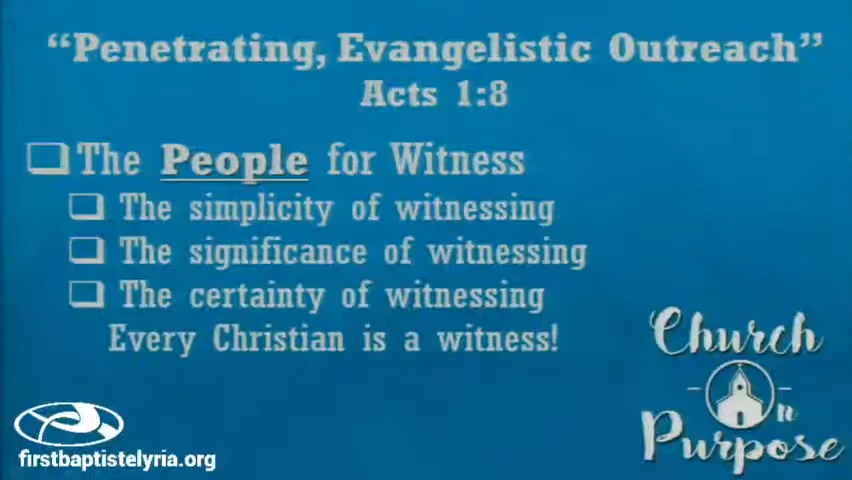 “Penetrating, Evangelistic Outreach”
Acts 1:8
The People for Witness
The simplicity of witnessing
The significance of witnessing
The certainty of witnessing
Every Christian is a witness!
Church
On
Purpose
firstbaptistelyria.org